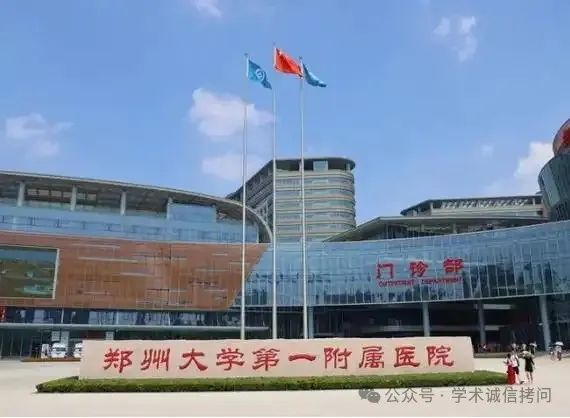 门诊部
OUTPATIENT DEPARTMENT
郑州大学第一附属医院
公众号 · 学术诚信拷问